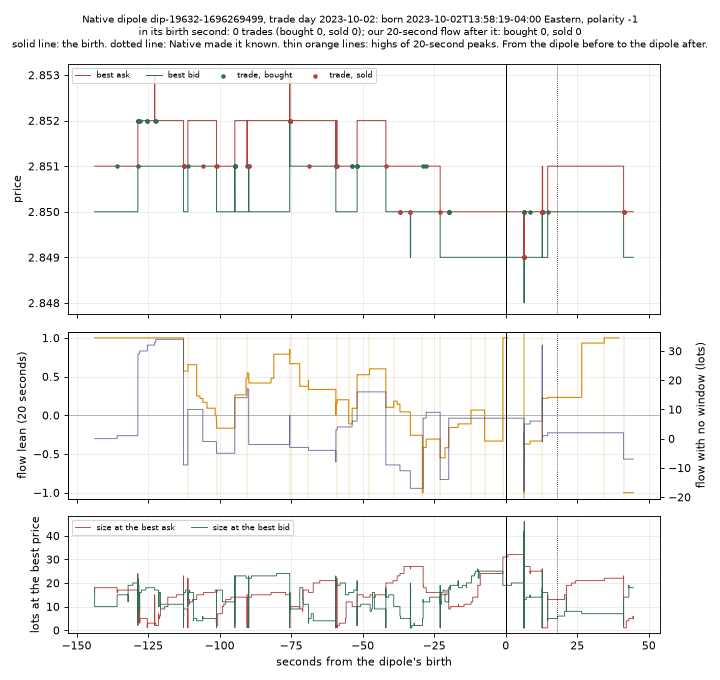 Native dipole dip-19632-1696269499, trade day 2023-10-02: born 2023-10-02T13:58:19-04:00 Eastern, polarity -1
in its birth second: 0 trades (bought 0, sold 0); our 20-second flow after it: bought 0, sold 0
solid line: the birth. dotted line: Native made it known. thin orange lines: highs of 20-second peaks. From the dipole before to the dipole after.
best ask best bid trade, bought trade, sold
2.853
2.852
2.851
2.850
2.849
2.848
price
1.0
0.5
0.0
−0.5
−1.0
flow lean (20 seconds)
30
20
10
0
−10
−20
flow with no window (lots)
size at the best ask size at the best bid
40
30
20
10
0
lots at the best price
−150 −125 −100 −75 −50 −25 0 25 50
seconds from the dipole's birth